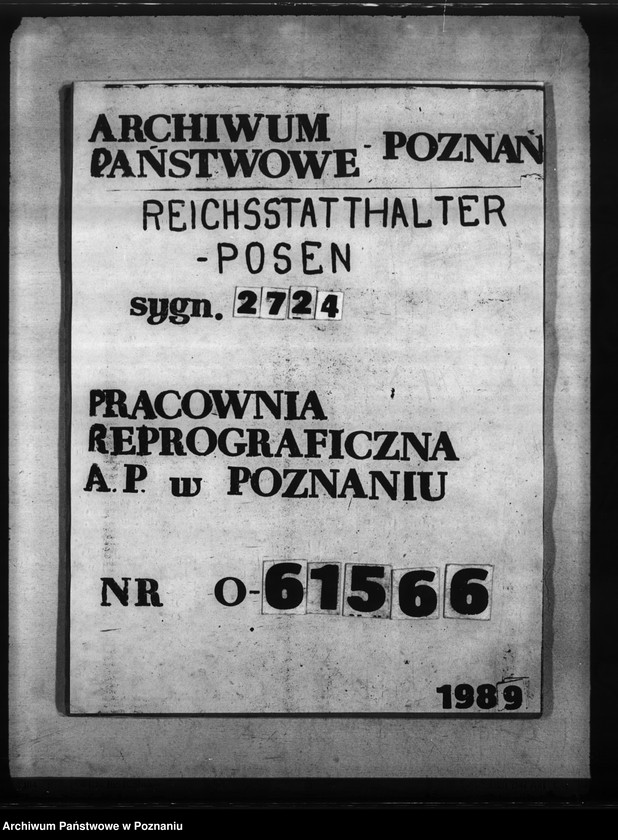 ARCHIWUM
PAŃSTWOWE - POZNAŃ
REICHSSTATTHALTER
-POSEN
sygn. 2724
PRACOWNIA
REPROGRAFICZNA
A.P. w POZNANIU
NR O-61566
1989
Archiwum Państwowe w Poznaniu